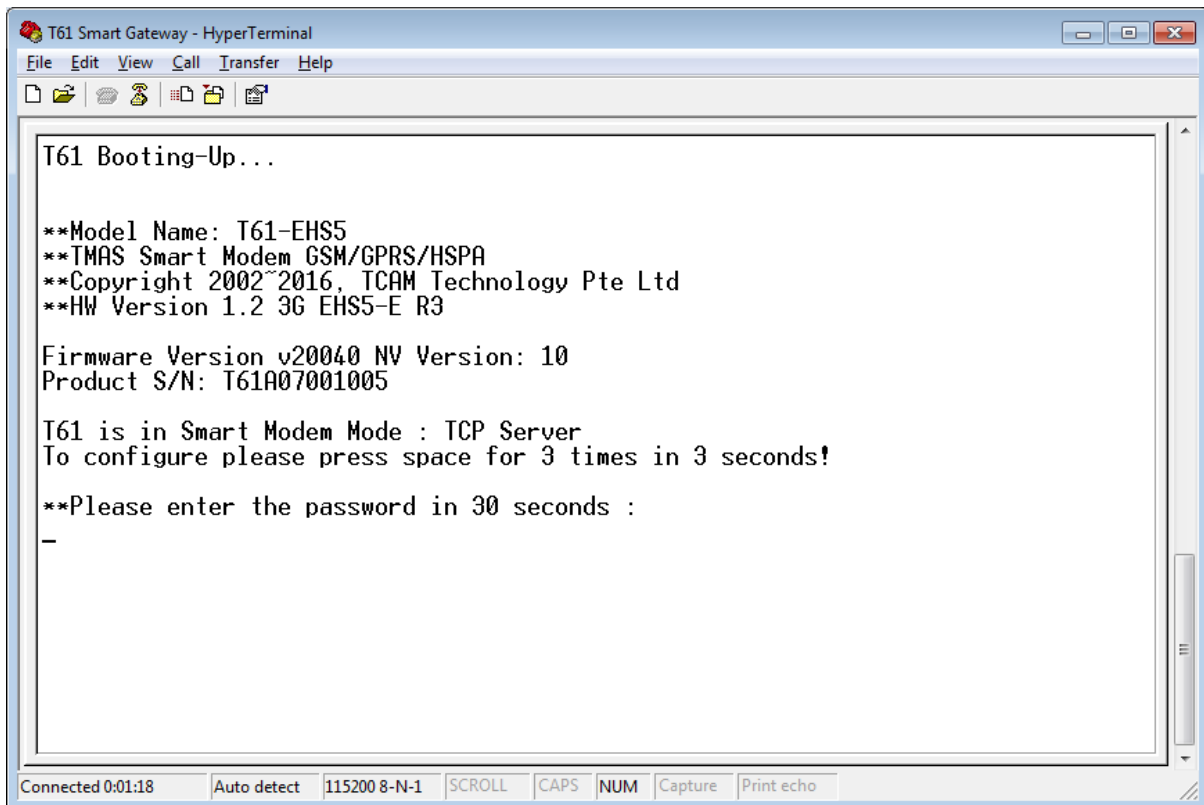 T61 Smart Gateway - HyperTerminal
File Edit View Call Transfer Help
T61 Booting-Up...
**Model Name: T61-EHS5
**TMAS Smart Modem GSM/GPRS/HSPA
**Copyright 2002~2016, TCAM Technology Pte Ltd
**HW Version 1.2 3G EHS5-E R3
Firmware Version v20040 NV Version: 10
Product S/N: T61A07001005
T61 is in Smart Modem Mode : TCP Server
To configure please press space for 3 times in 3 seconds!
**Please enter the password in 30 seconds :
_
Connected 0:01:18 Auto detect 115200 8-N-1 SCROLL CAPS NUM Capture Print echo